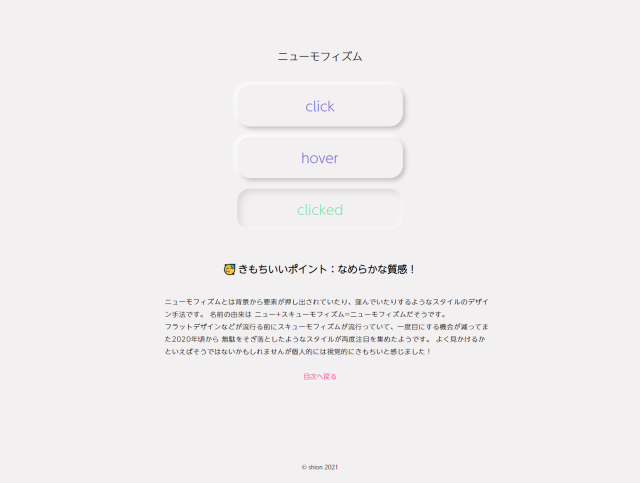 ニューモフィズム
click
hover
clicked
きもちいいポイント：なめらかな質感！
ニューモフィズムとは背景から要素が押し出されていたり、窪んでいたりするようなスタイルのデザイ
ン手法です。 名前の由来は ニュー+スキューモフィズム=ニューモフィズムだそうです。
フラットデザインなどが流行る前にスキューモフィズムが流行っていて、一度目にする機会が減ってま
た2020年頃から 無駄をそぎ落としたようなスタイルが再度注目を集めたようです。 よく見かけるか
といえばそうではないかもしれませんが個人的には視覚的にきもちいと感じました！
目次へ戻る
© shion 2021